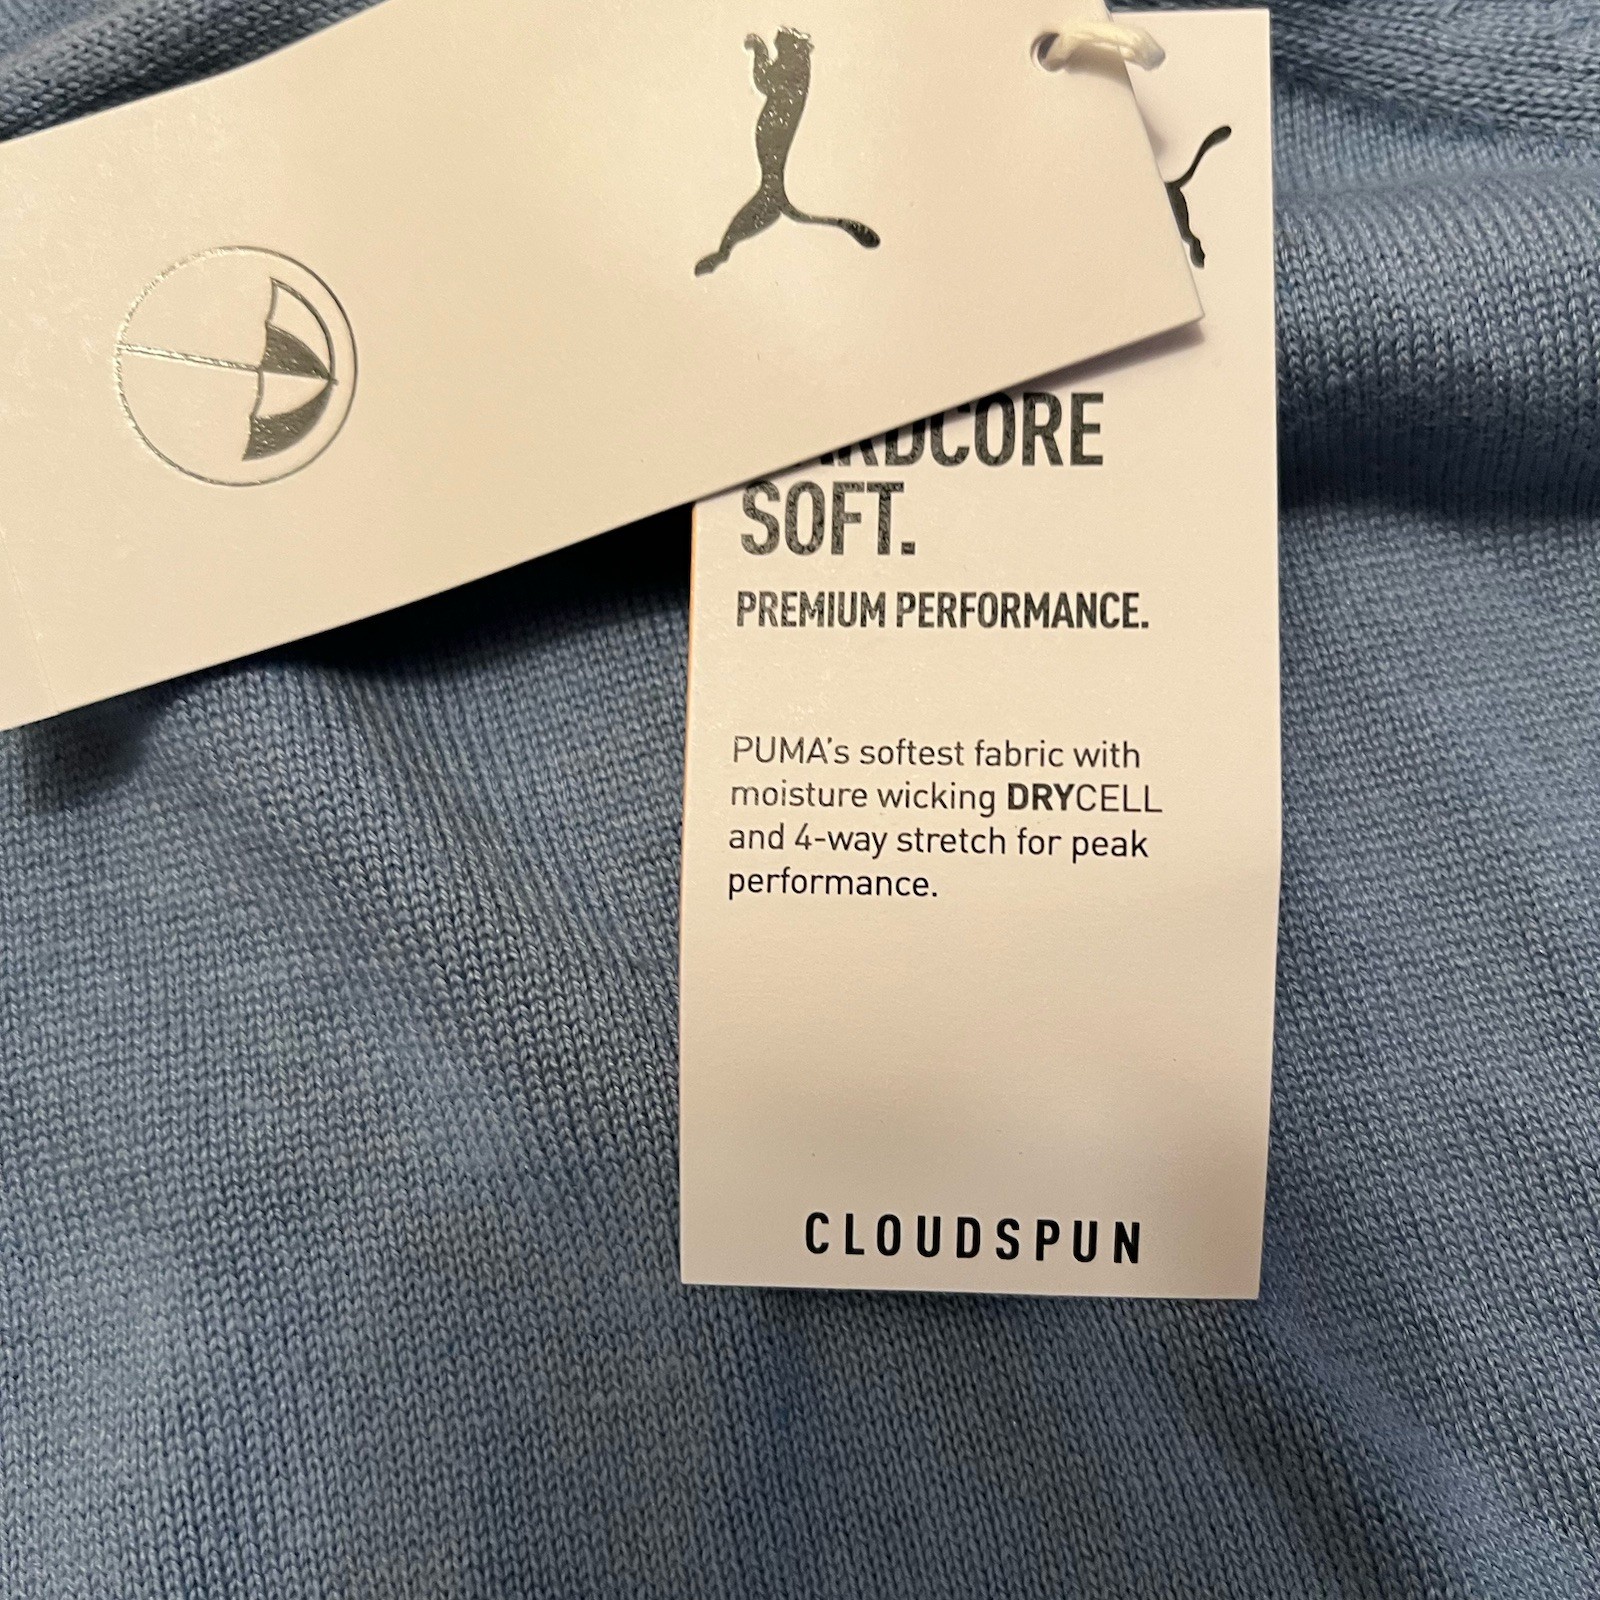 SOFT.
PREMIUM PERFORMANCE.
PUMA's softest fabric with
moisture wicking DRYCELL
and 4-way stretch for peak
performance.
CLOUDSPUN